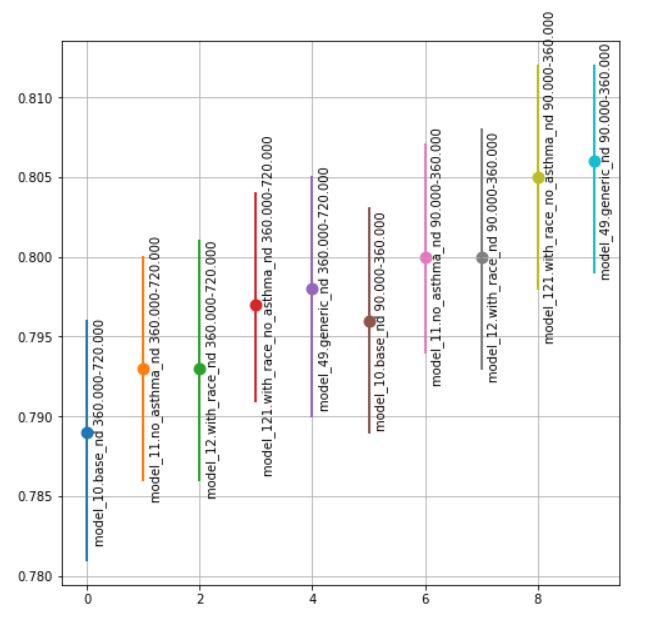 0.810
0.805
0.800
0.795
0.790
0.785
0.780
model_10.base_nd 360.000-720.000
model_11.no_asthma_nd 360.000-720.000
model_12.with_race_nd 360.000-720.000
model_121.with_race_no_asthma_nd 360.000-720.000
model_49.generic_nd 360.000-720.000
model_10.base_nd 90.000-360.000
model_11.no_asthma_nd 90.000-360.000
model_12.with_race_nd 90.000-360.000
model_121.with_race_no_asthma_nd 90.000-360.000
model_49.generic_nd 90.000-360.000
0
2
4
6
8